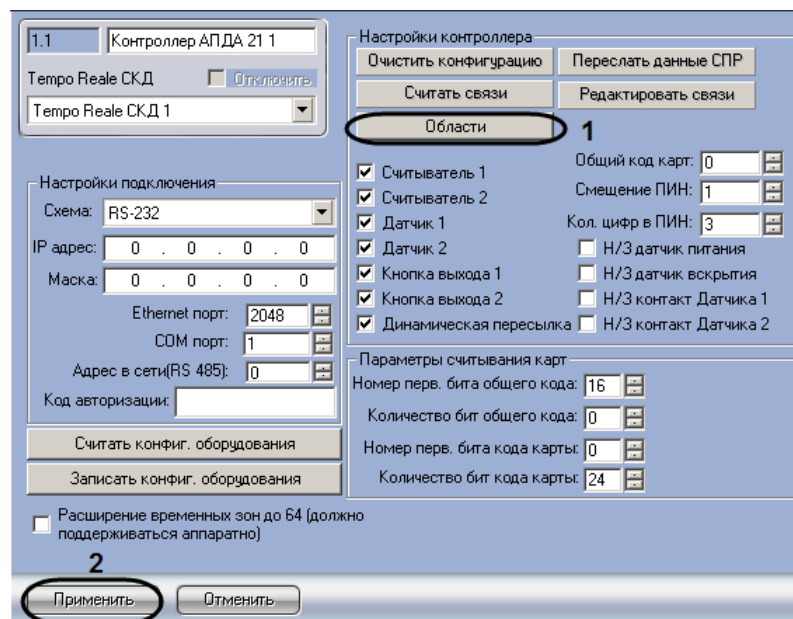 1.1 Контроллер АПДА 21 1
Tempo Reale СКД Отключить
Tempo Reale СКД 1
Настройки подключения
Схема: RS-232
IP адрес: 0 . 0 . 0 . 0
Маска: 0 . 0 . 0 . 0
Ethernet порт: 2048
COM порт: 1
Адрес в сети(RS 485): 0
Код авторизации:
Считать конфиг. оборудования
Записать конфиг. оборудования
Расширение временных зон до 64 (должно
поддерживаться аппаратно)
Настройки контроллера
Очистить конфигурацию Переслать данные СПР
Считать связи Редактировать связи
Области 1
Считыватель 1 Общий код карт: 0
Считыватель 2 Смещение ПИН: 1
Датчик 1 Кол. цифр в ПИН: 3
Датчик 2 Н/З датчик питания
Кнопка выхода 1 Н/З датчик вскрытия
Кнопка выхода 2 Н/З контакт Датчика 1
Динамическая пересылка Н/З контакт Датчика 2
Параметры считывания карт
Номер перв. бита общего кода: 16
Количество бит общего кода: 0
Номер перв. бита кода карты: 0
Количество бит кода карты: 24
2
Применить Отменить